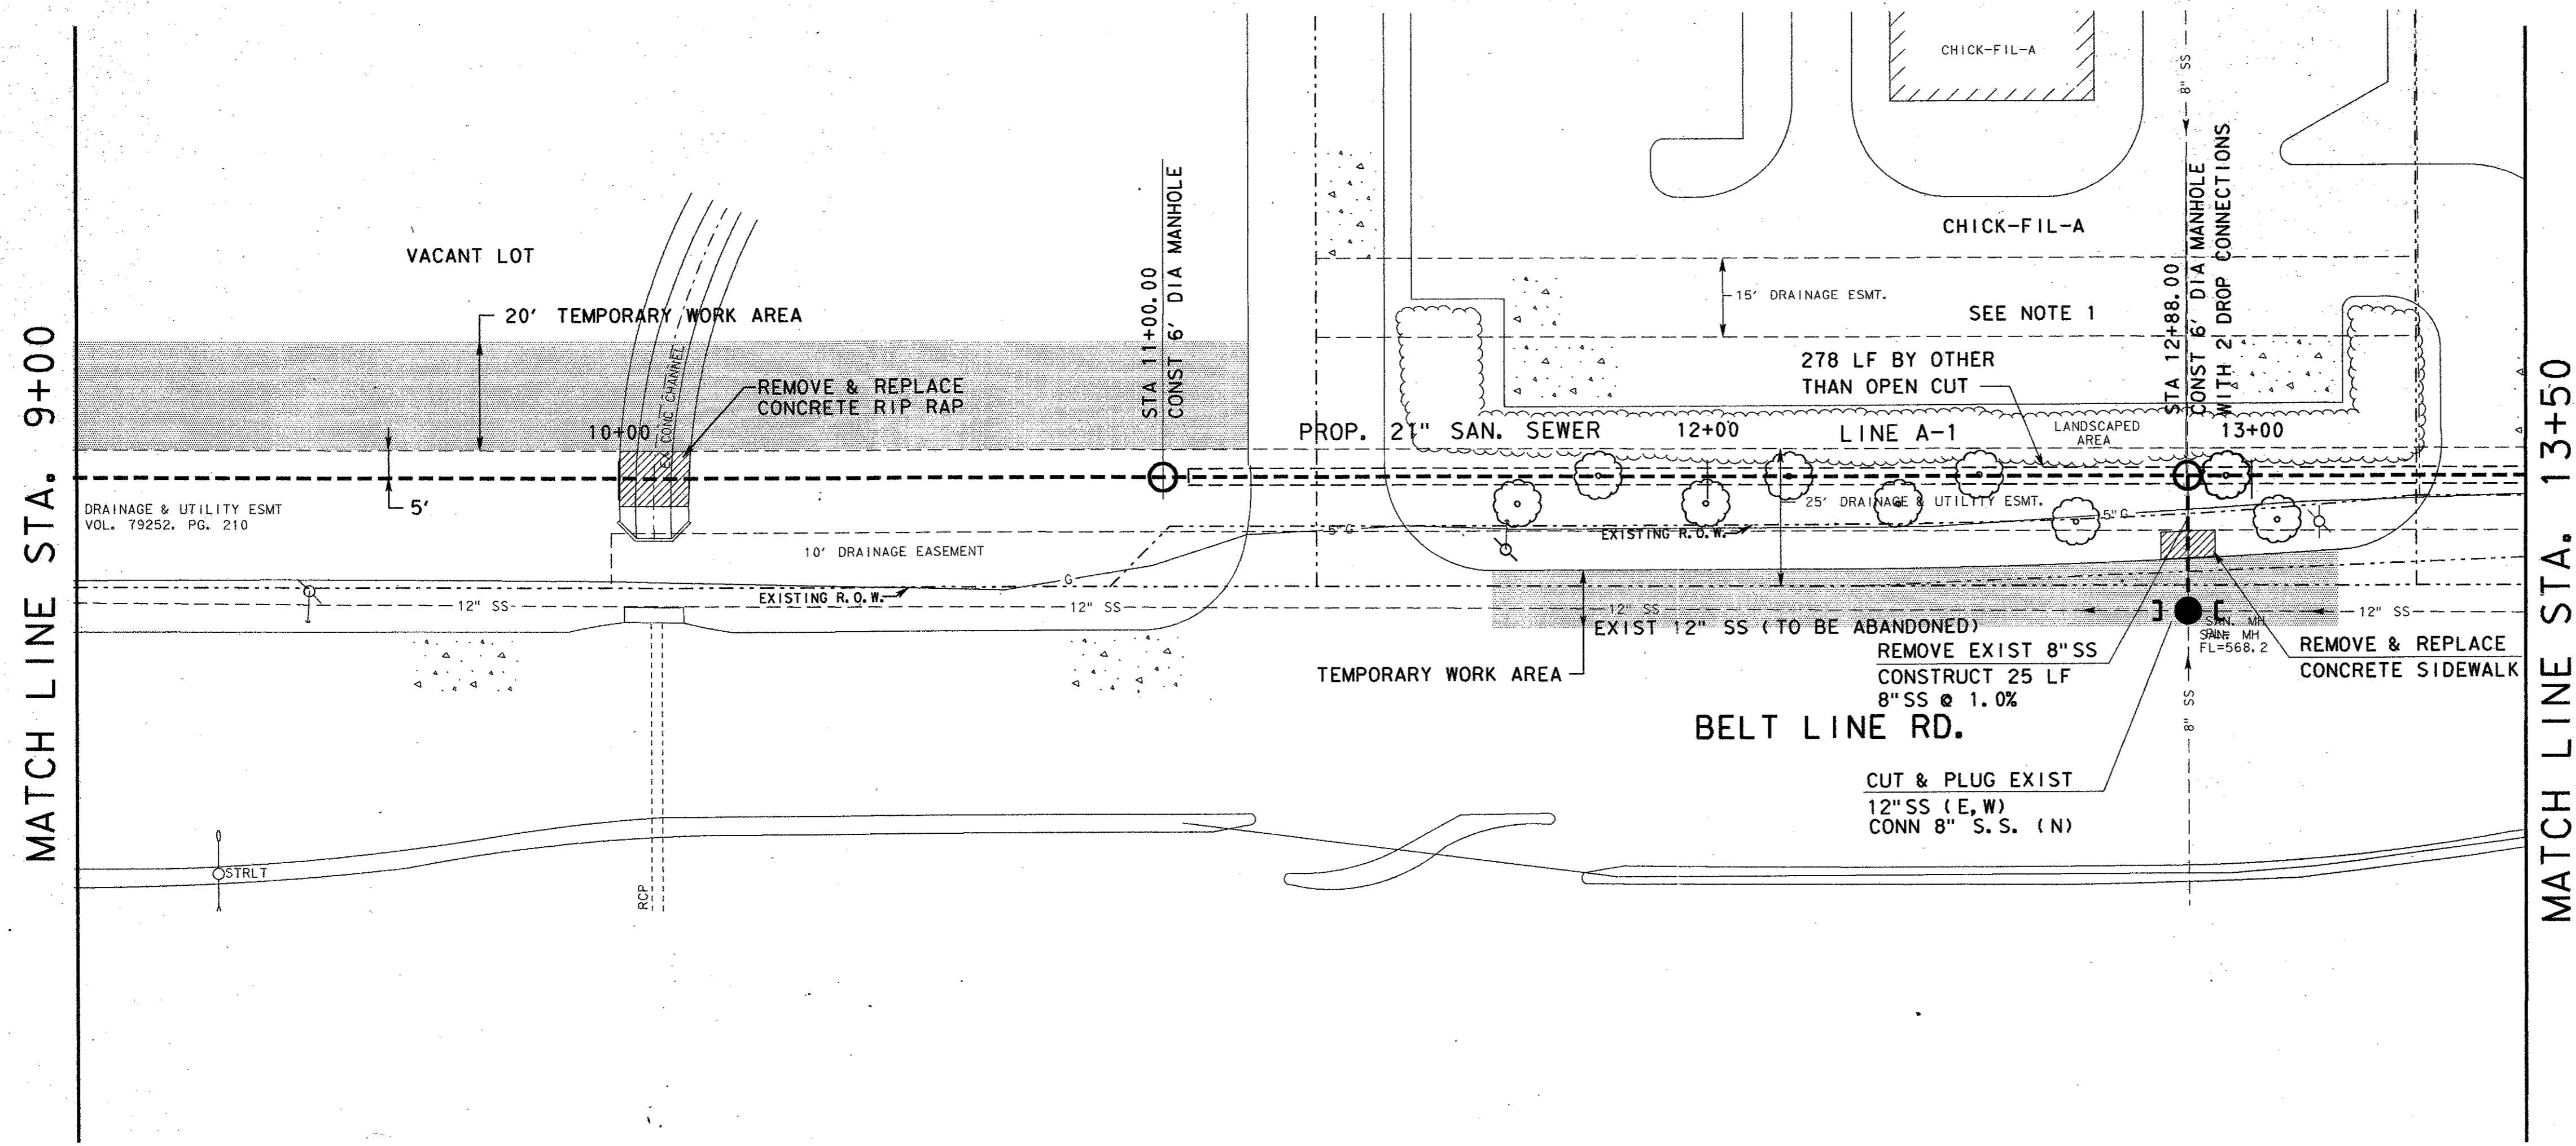 MATCH LINE STA. 9+00
VACANT LOT
20' TEMPORARY WORK AREA
REMOVE & REPLACE
CONCRETE RIP RAP
10+00
CONC CHANNEL
5'
DRAINAGE & UTILITY ESMT
VOL. 79252. PG. 210
10' DRAINAGE EASEMENT
EXISTING R.O.W.
G
12" SS
12" SS
RCP
STRLT
STA 11+00.00
CONST 6' DIA MANHOLE
PROP. 21" SAN. SEWER
12+00
LINE A-1
LANDSCAPED
AREA
13+00
CHICK-FIL-A
CHICK-FIL-A
8" SS
15' DRAINAGE ESMT.
SEE NOTE 1
278 LF BY OTHER
THAN OPEN CUT
STA 12+88.00
CONST 6' DIA MANHOLE
WITH 2 DROP CONNECTIONS
25' DRAINAGE & UTILITY ESMT.
5" G
5" G
EXISTING R.O.W.
12" SS
12" SS
EXIST 12" SS (TO BE ABANDONED)
TEMPORARY WORK AREA
REMOVE EXIST 8"SS
CONSTRUCT 25 LF
8"SS @ 1.0%
SAN. MH
SAN. MH
FL=568.2
REMOVE & REPLACE
CONCRETE SIDEWALK
8" SS
BELT LINE RD.
CUT & PLUG EXIST
12"SS (E,W)
CONN 8" S.S. (N)
MATCH LINE STA. 13+50